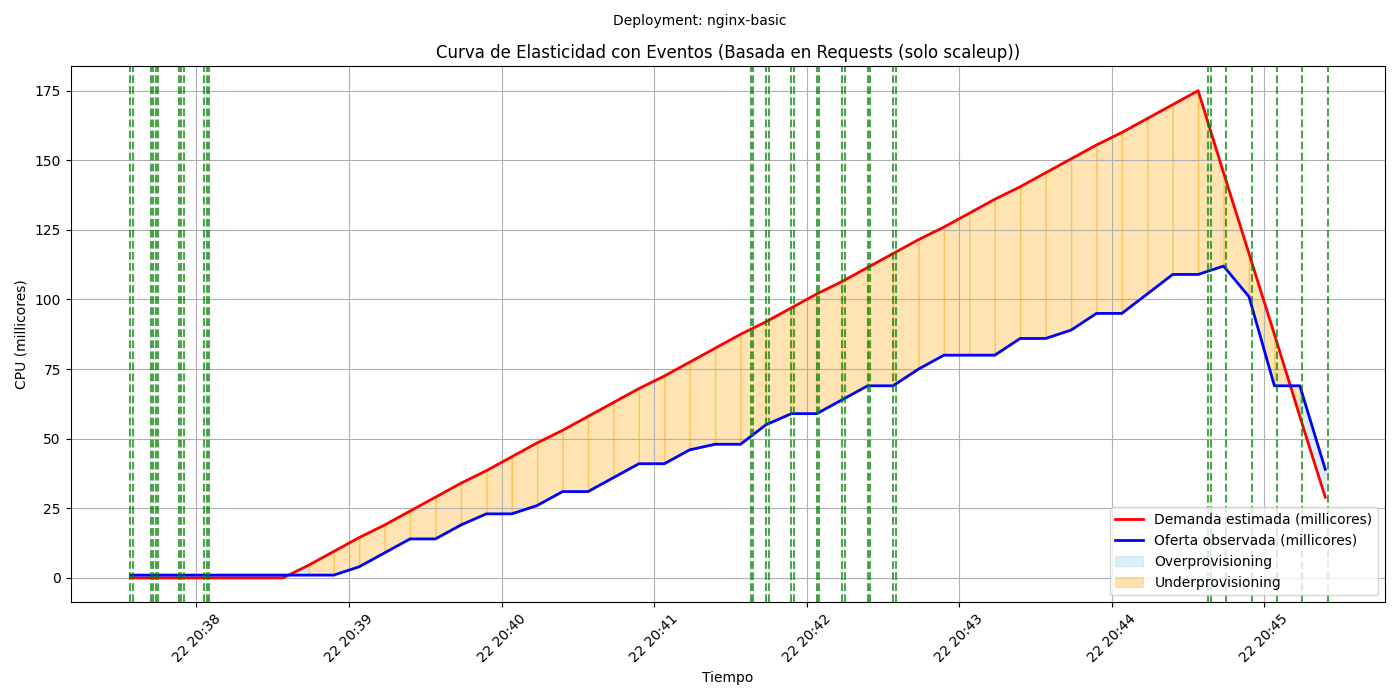 Deployment: nginx-basic
Curva de Elasticidad con Eventos (Basada en Requests (solo scaleup))
CPU (millicores)
175
150
125
100
75
50
25
0
22 20:38
22 20:39
22 20:40
22 20:41
22 20:42
22 20:43
22 20:44
22 20:45
Tiempo
Demanda estimada (millicores)
Oferta observada (millicores)
Overprovisioning
Underprovisioning